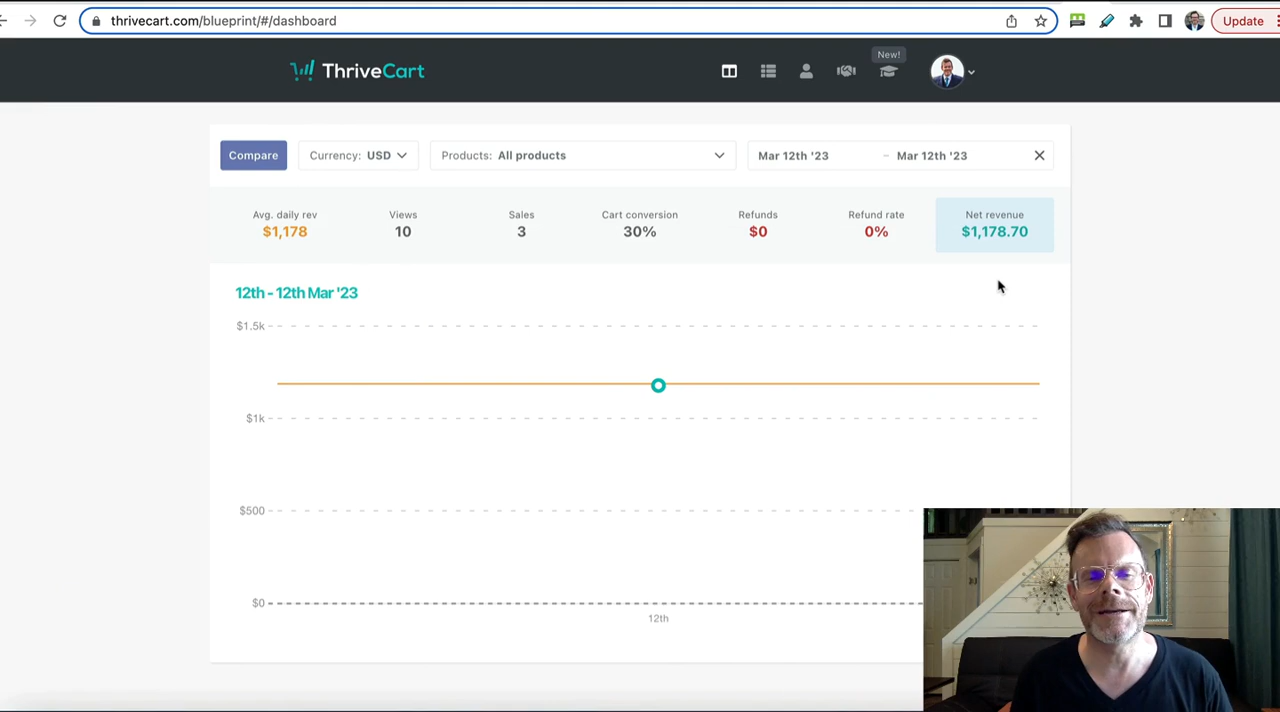 thrivecart.com/blueprint/#/dashboard
Update
ThriveCart
New!
Compare
Currency: USD
Products: All products
Mar 12th '23 – Mar 12th '23
Avg. daily rev
$1,178
Views
10
Sales
3
Cart conversion
30%
Refunds
$0
Refund rate
0%
Net revenue
$1,178.70
12th - 12th Mar '23
$1.5k
$1k
$500
$0
12th